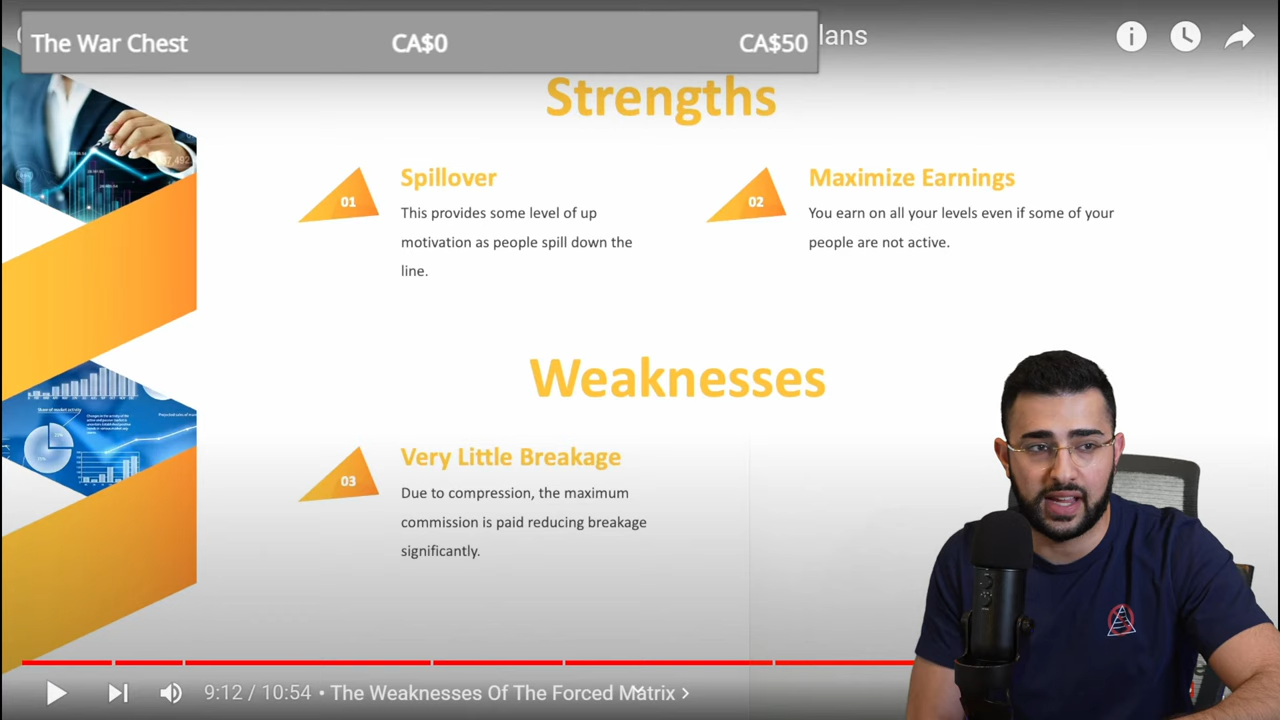 The War Chest CA$0 CA$50
lans
Strengths
01
Spillover
This provides some level of up
motivation as people spill down the
line.
02
Maximize Earnings
You earn on all your levels even if some of your
people are not active.
Weaknesses
03
Very Little Breakage
Due to compression, the maximum
commission is paid reducing breakage
significantly.
9:12 / 10:54 • The Weaknesses Of The Forced Matrix >